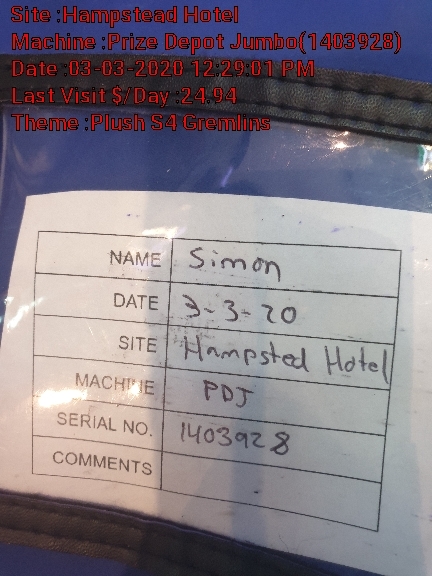 Site :Hampstead Hotel
Machine :Prize Depot Jumbo(1403928)
Date :03-03-2020 12:29:01 PM
Last Visit $/Day :24.94
Theme :Plush S4 Gremlins
NAME Simon
DATE 3-3-20
SITE Hampsted Hotel
MACHINE PDJ
SERIAL NO. 1403928
COMMENTS